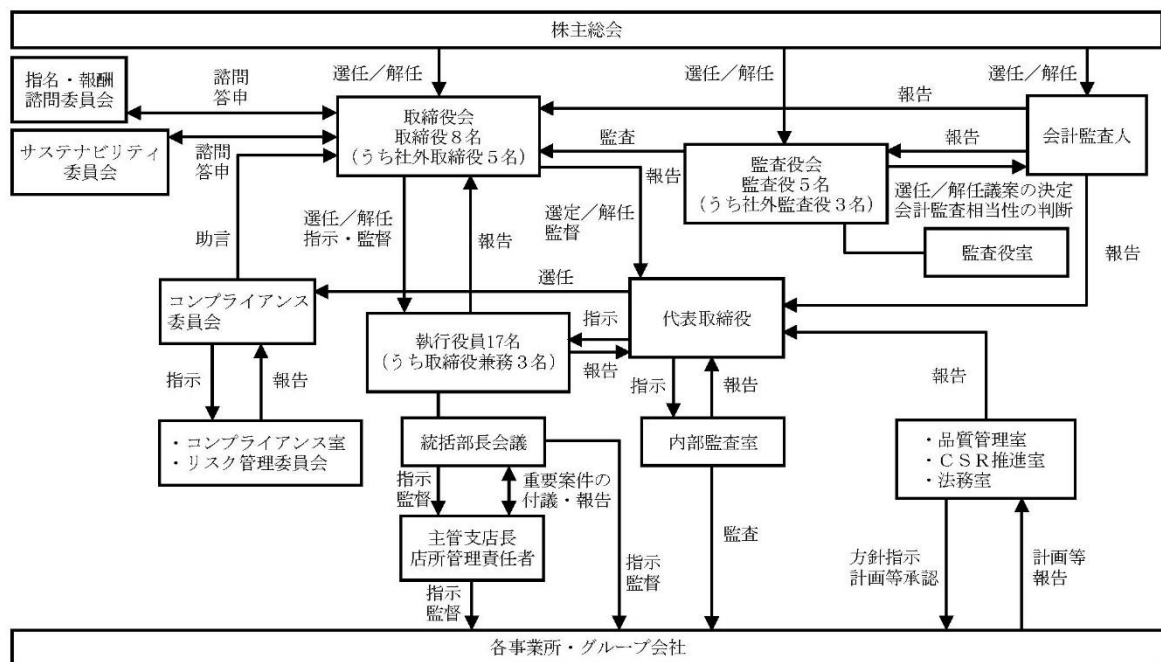 株主総会
指名・報酬
諮問委員会
諮問
答申
選任／解任
選任／解任
選任／解任
取締役会
取締役８名
（うち社外取締役５名）
報告
会計監査人
サステナビリティ
委員会
諮問
答申
監査
報告
監査役会
監査役５名
（うち社外監査役３名）
選任／解任議案の決定
会計監査相当性の判断
報告
選任／解任
指示・監督
報告
選定／解任
監督
助言
監査役室
報告
選任
コンプライアンス
委員会
代表取締役
執行役員17名
（うち取締役兼務３名）
指示
報告
指示
報告
指示
報告
報告
・コンプライアンス室
・リスク管理委員会
統括部長会議
内部監査室
・品質管理室
・ＣＳＲ推進室
・法務室
指示
監督
重要案件の
付議・報告
主管支店長
店所管理責任者
監査
方針指示
計画等承認
計画等
報告
指示
監督
指示
監督
各事業所・グループ会社